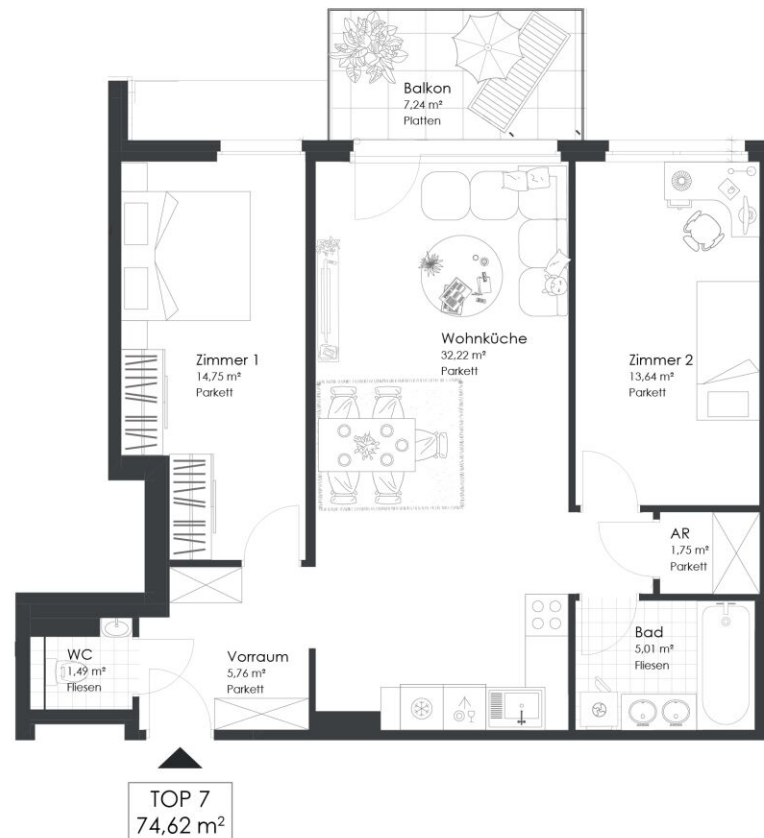 Balkon
7,24 m²
Platten
Zimmer 1
14,75 m²
Parkett
Wohnküche
32,22 m²
Parkett
Zimmer 2
13,64 m²
Parkett
AR
1,75 m²
Parkett
WC
1,49 m²
Fliesen
Vorraum
5,76 m²
Parkett
Bad
5,01 m²
Fliesen
TOP 7
74,62 m²